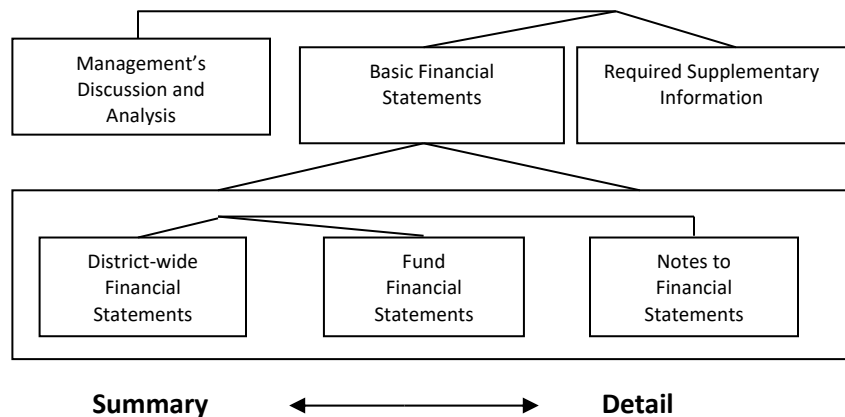 Management’s
Discussion and
Analysis
Basic Financial
Statements
Required Supplementary
Information
District-wide
Financial
Statements
Fund
Financial
Statements
Notes to
Financial
Statements
Summary
Detail